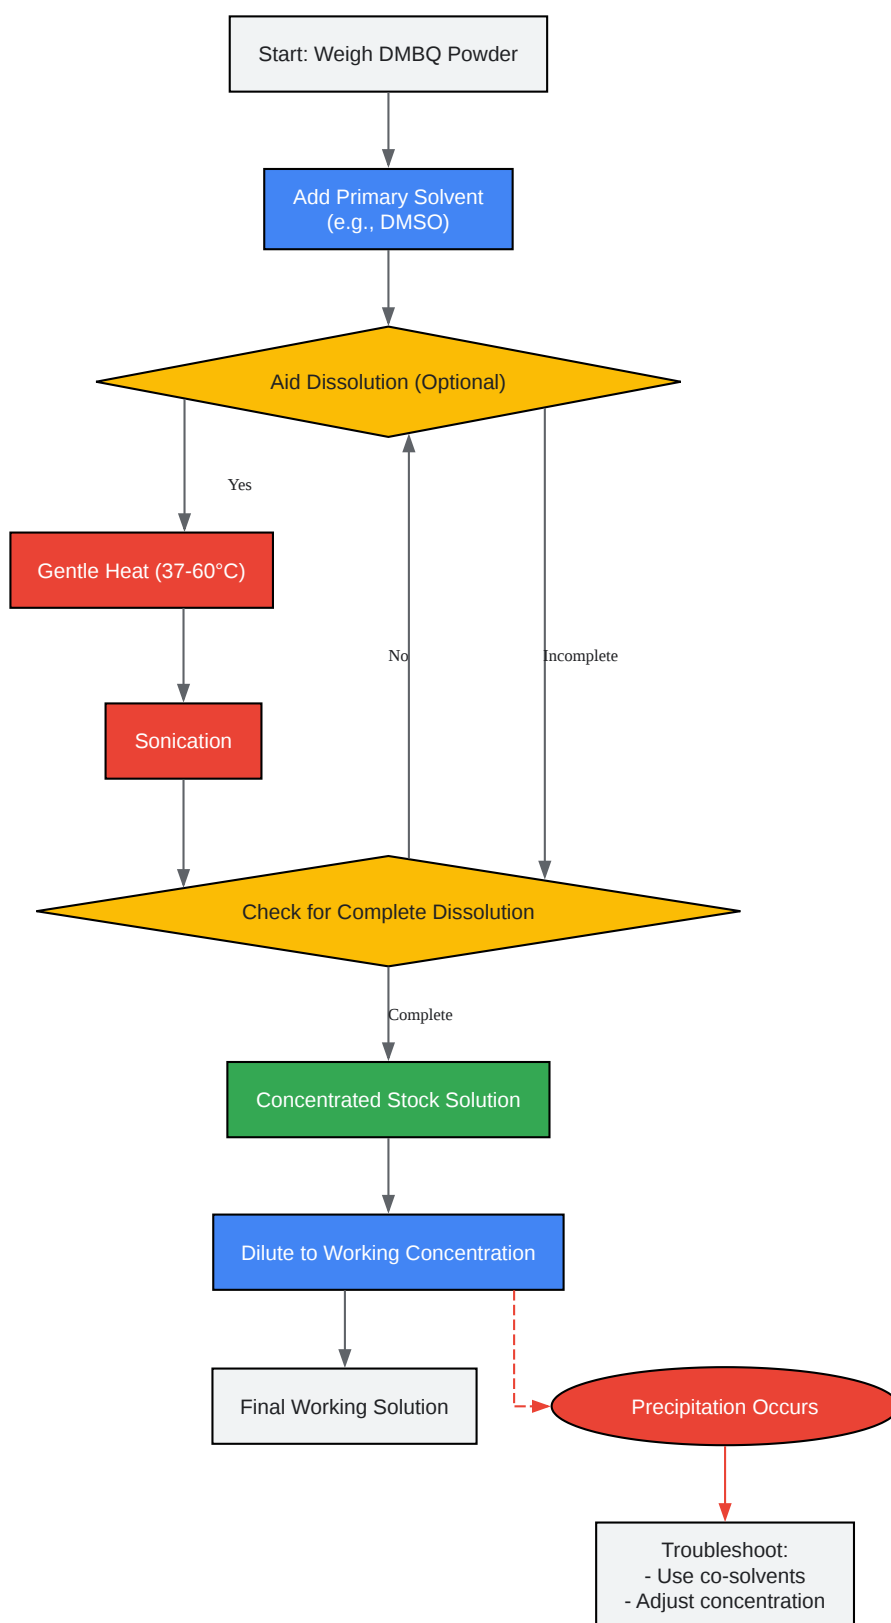 Start: Weigh DMBQ Powder
Add Primary Solvent
(e.g., DMSO)
Aid Dissolution (Optional)
Yes
Gentle Heat (37-60°C)
No
Incomplete
Sonication
Check for Complete Dissolution
Complete
Concentrated Stock Solution
Dilute to Working Concentration
Final Working Solution
Precipitation Occurs
Troubleshoot:
- Use co-solvents
- Adjust concentration